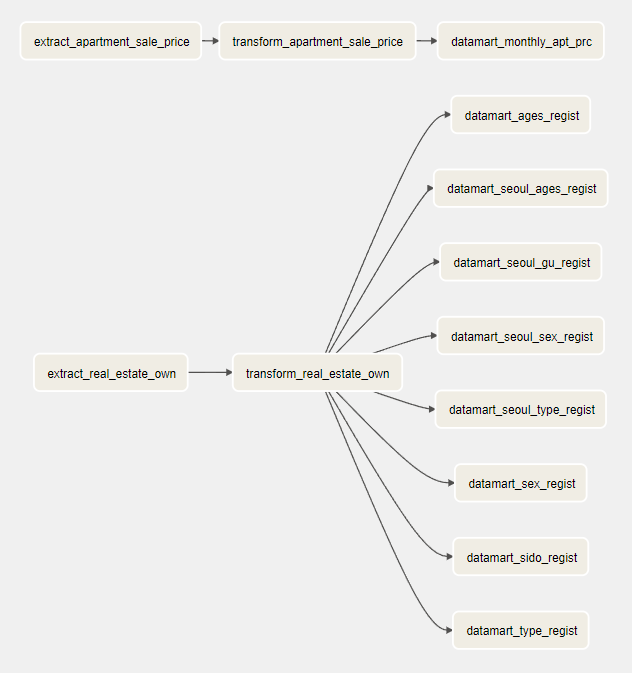 extract_apartment_sale_price
transform_apartment_sale_price
datamart_monthly_apt_prc
datamart_ages_regist
datamart_seoul_ages_regist
datamart_seoul_gu_regist
datamart_seoul_sex_regist
extract_real_estate_own
transform_real_estate_own
datamart_seoul_type_regist
datamart_sex_regist
datamart_sido_regist
datamart_type_regist